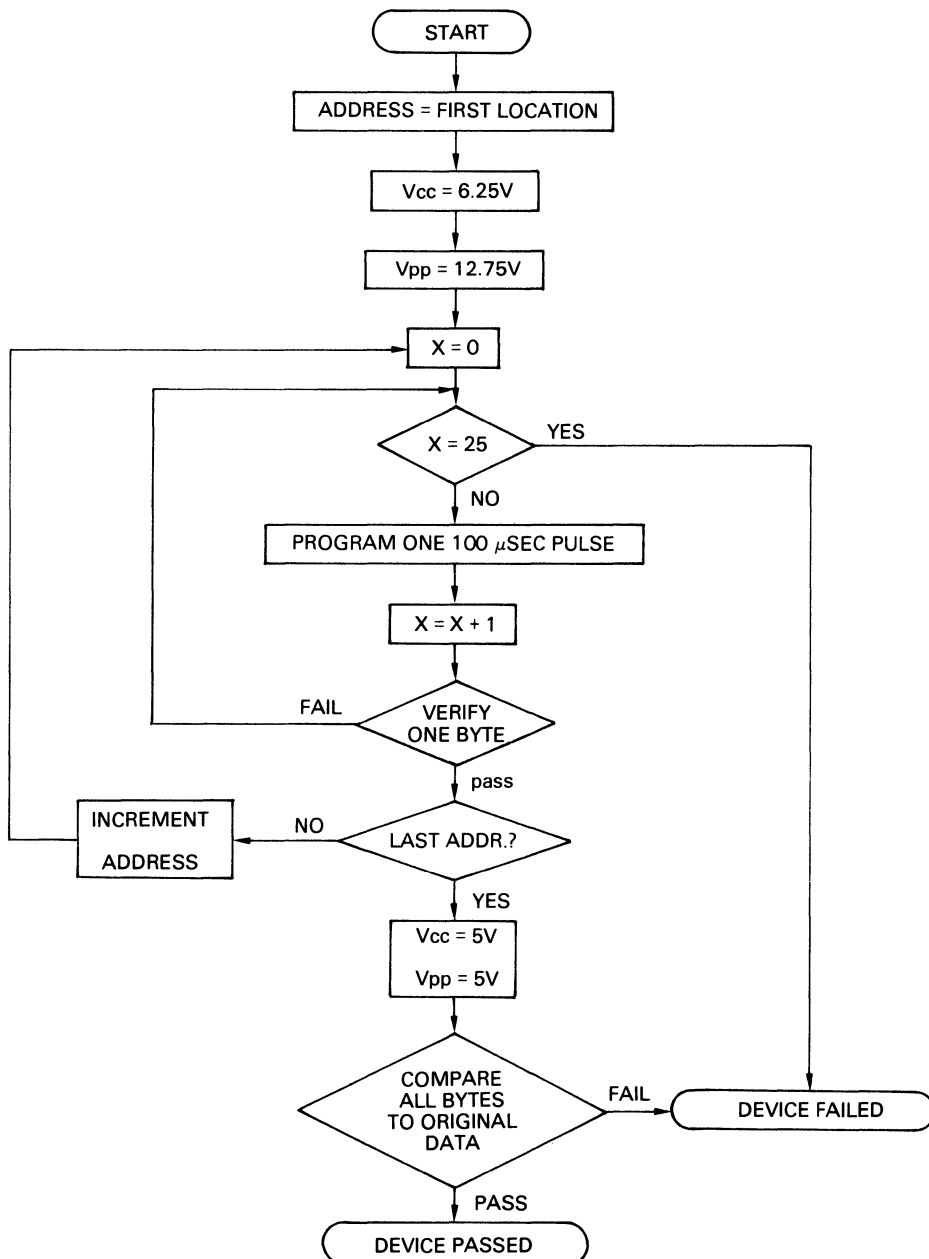 START
ADDRESS = FIRST LOCATION
Vcc = 6.25V
Vpp = 12.75V
X = 0
X = 25
YES
NO
PROGRAM ONE 100 μSEC PULSE
X = X + 1
FAIL
VERIFY
ONE BYTE
pass
INCREMENT
ADDRESS
NO
LAST ADDR.?
YES
Vcc = 5V
Vpp = 5V
COMPARE
ALL BYTES
TO ORIGINAL
DATA
FAIL
DEVICE FAILED
PASS
DEVICE PASSED